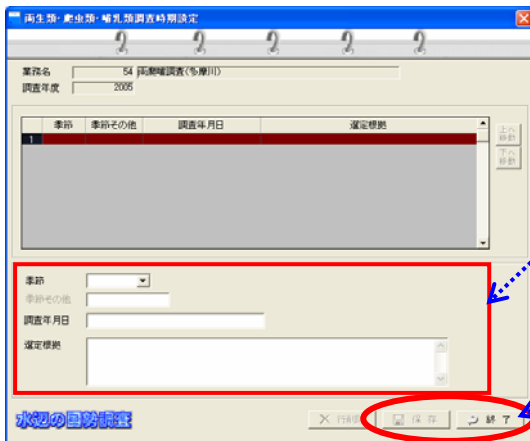 両生類・爬虫類・哺乳類調査時期設定
業務名 54 両爬哺調査(多摩川)
調査年度 2005
季節 季節その他 調査年月日 選定根拠
1
上へ
移動
下へ
移動
季節
季節その他
調査年月日
選定根拠
水辺の国勢調査
保存 終了